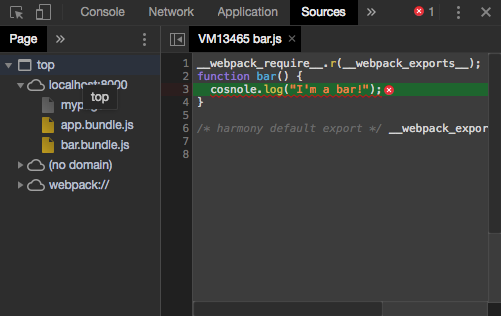 Console Network Application Sources » 1
Page »
VM13465 bar.js ×
top
localhost:8000
top
app.bundle.js
bar.bundle.js
(no domain)
webpack://
1 __webpack_require__.r(__webpack_exports__);
2 function bar() {
3 cosnole.log("I'm a bar!");
4 }
5
6 /* harmony default export */ __webpack_expor
7
8